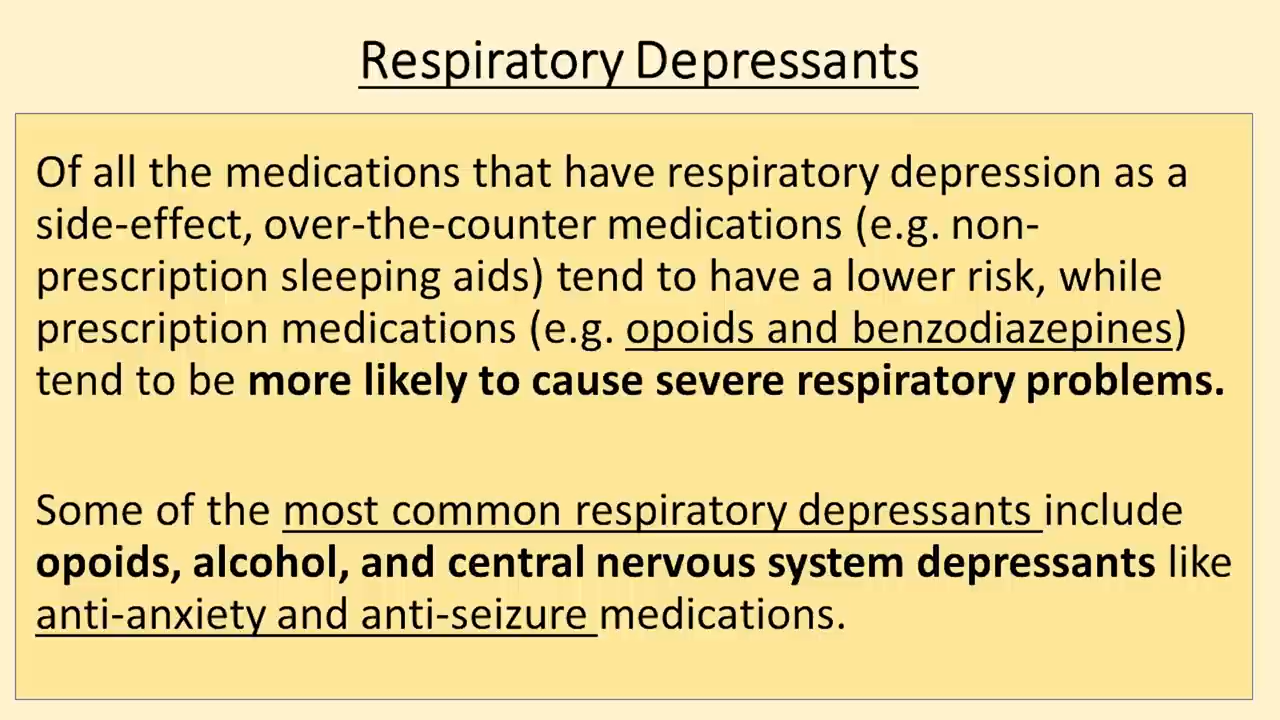 Respiratory Depressants
Of all the medications that have respiratory depression as a
side-effect, over-the-counter medications (e.g. non-
prescription sleeping aids) tend to have a lower risk, while
prescription medications (e.g. opoids and benzodiazepines)
tend to be more likely to cause severe respiratory problems.
Some of the most common respiratory depressants include
opoids, alcohol, and central nervous system depressants like
anti-anxiety and anti-seizure medications.